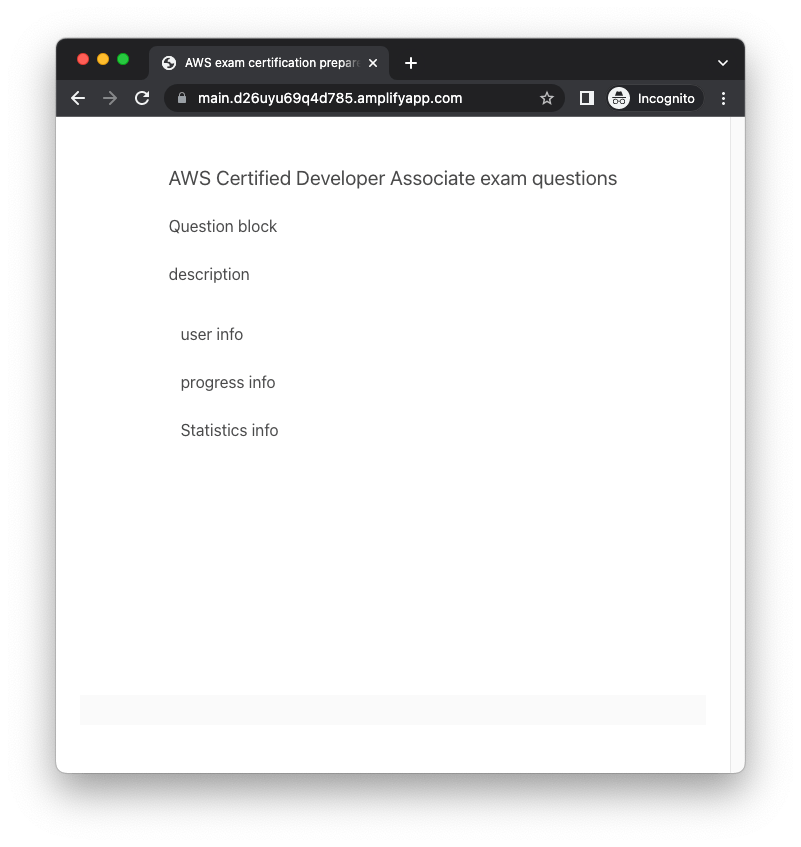 AWS exam certification prepar
main.d26uyu69q4d785.amplifyapp.com
Incognito
AWS Certified Developer Associate exam questions
Question block
description
user info
progress info
Statistics info